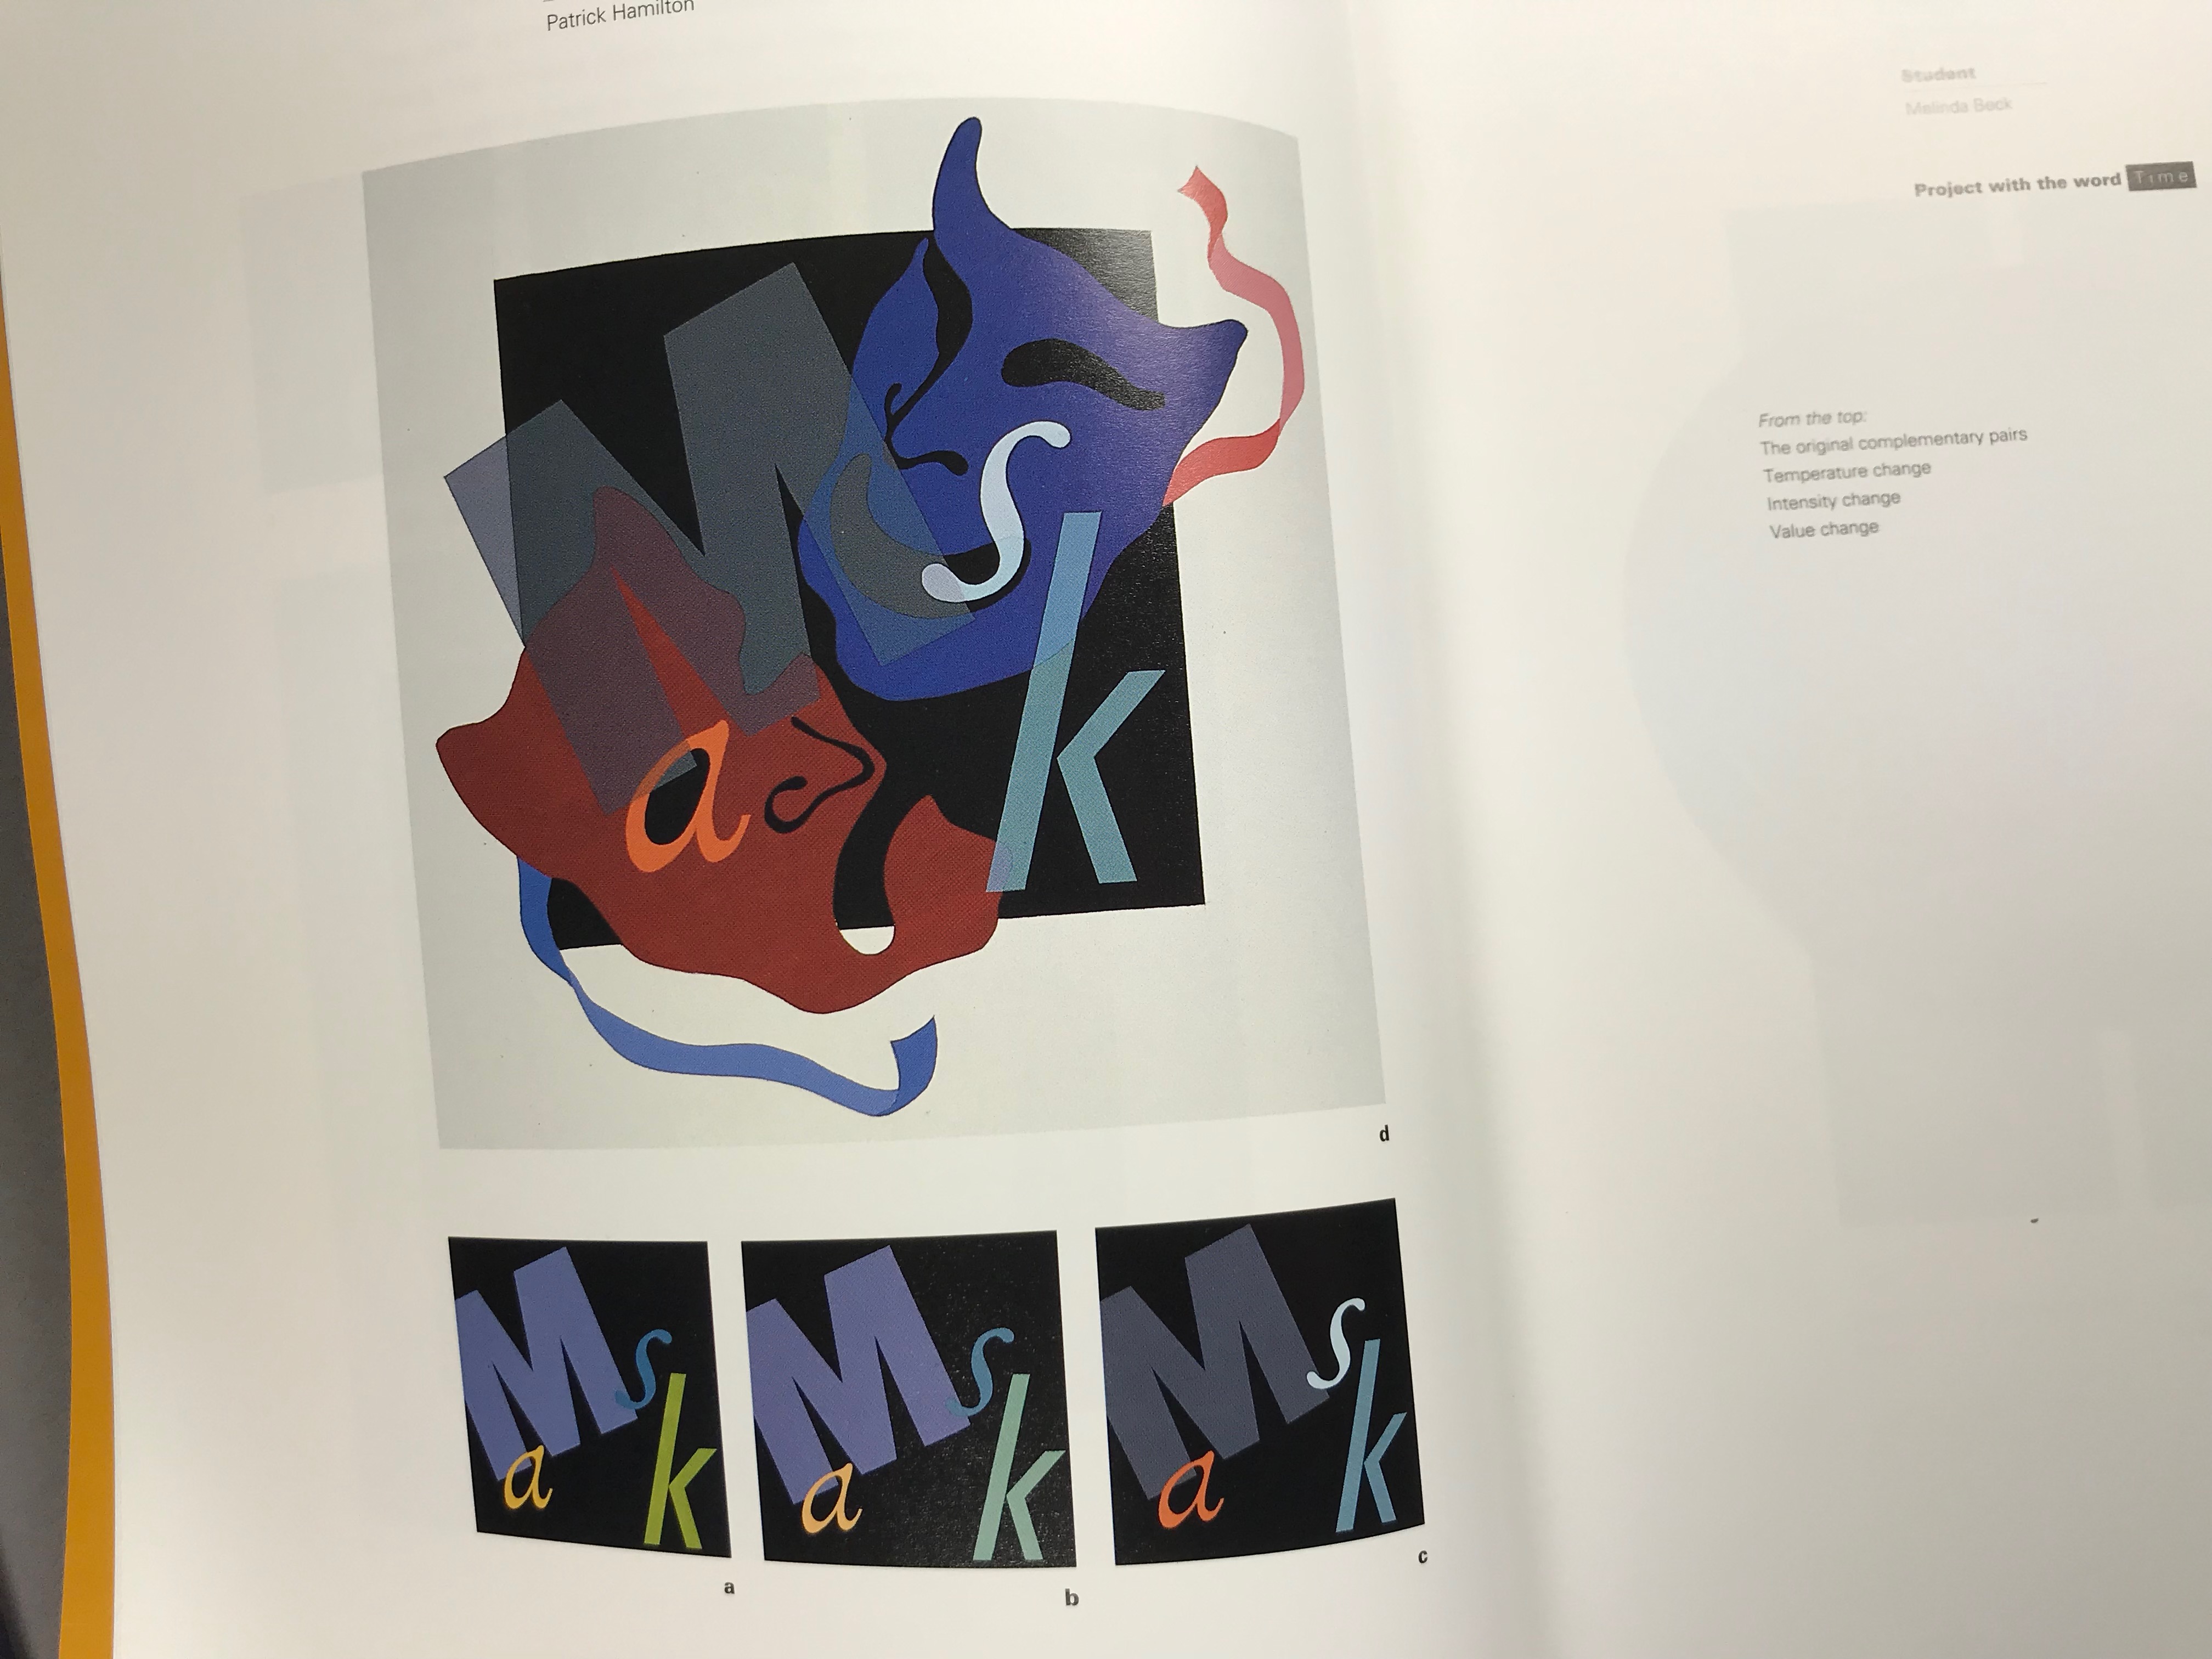 Patrick Hamilton
M
a
s
k
d
M
a
s
k
a
M
a
s
k
b
M
a
s
k
c
Student
Melinda Beck
Project with the word Time
From the top:
The original complementary pairs
Temperature change
Intensity change
Value change